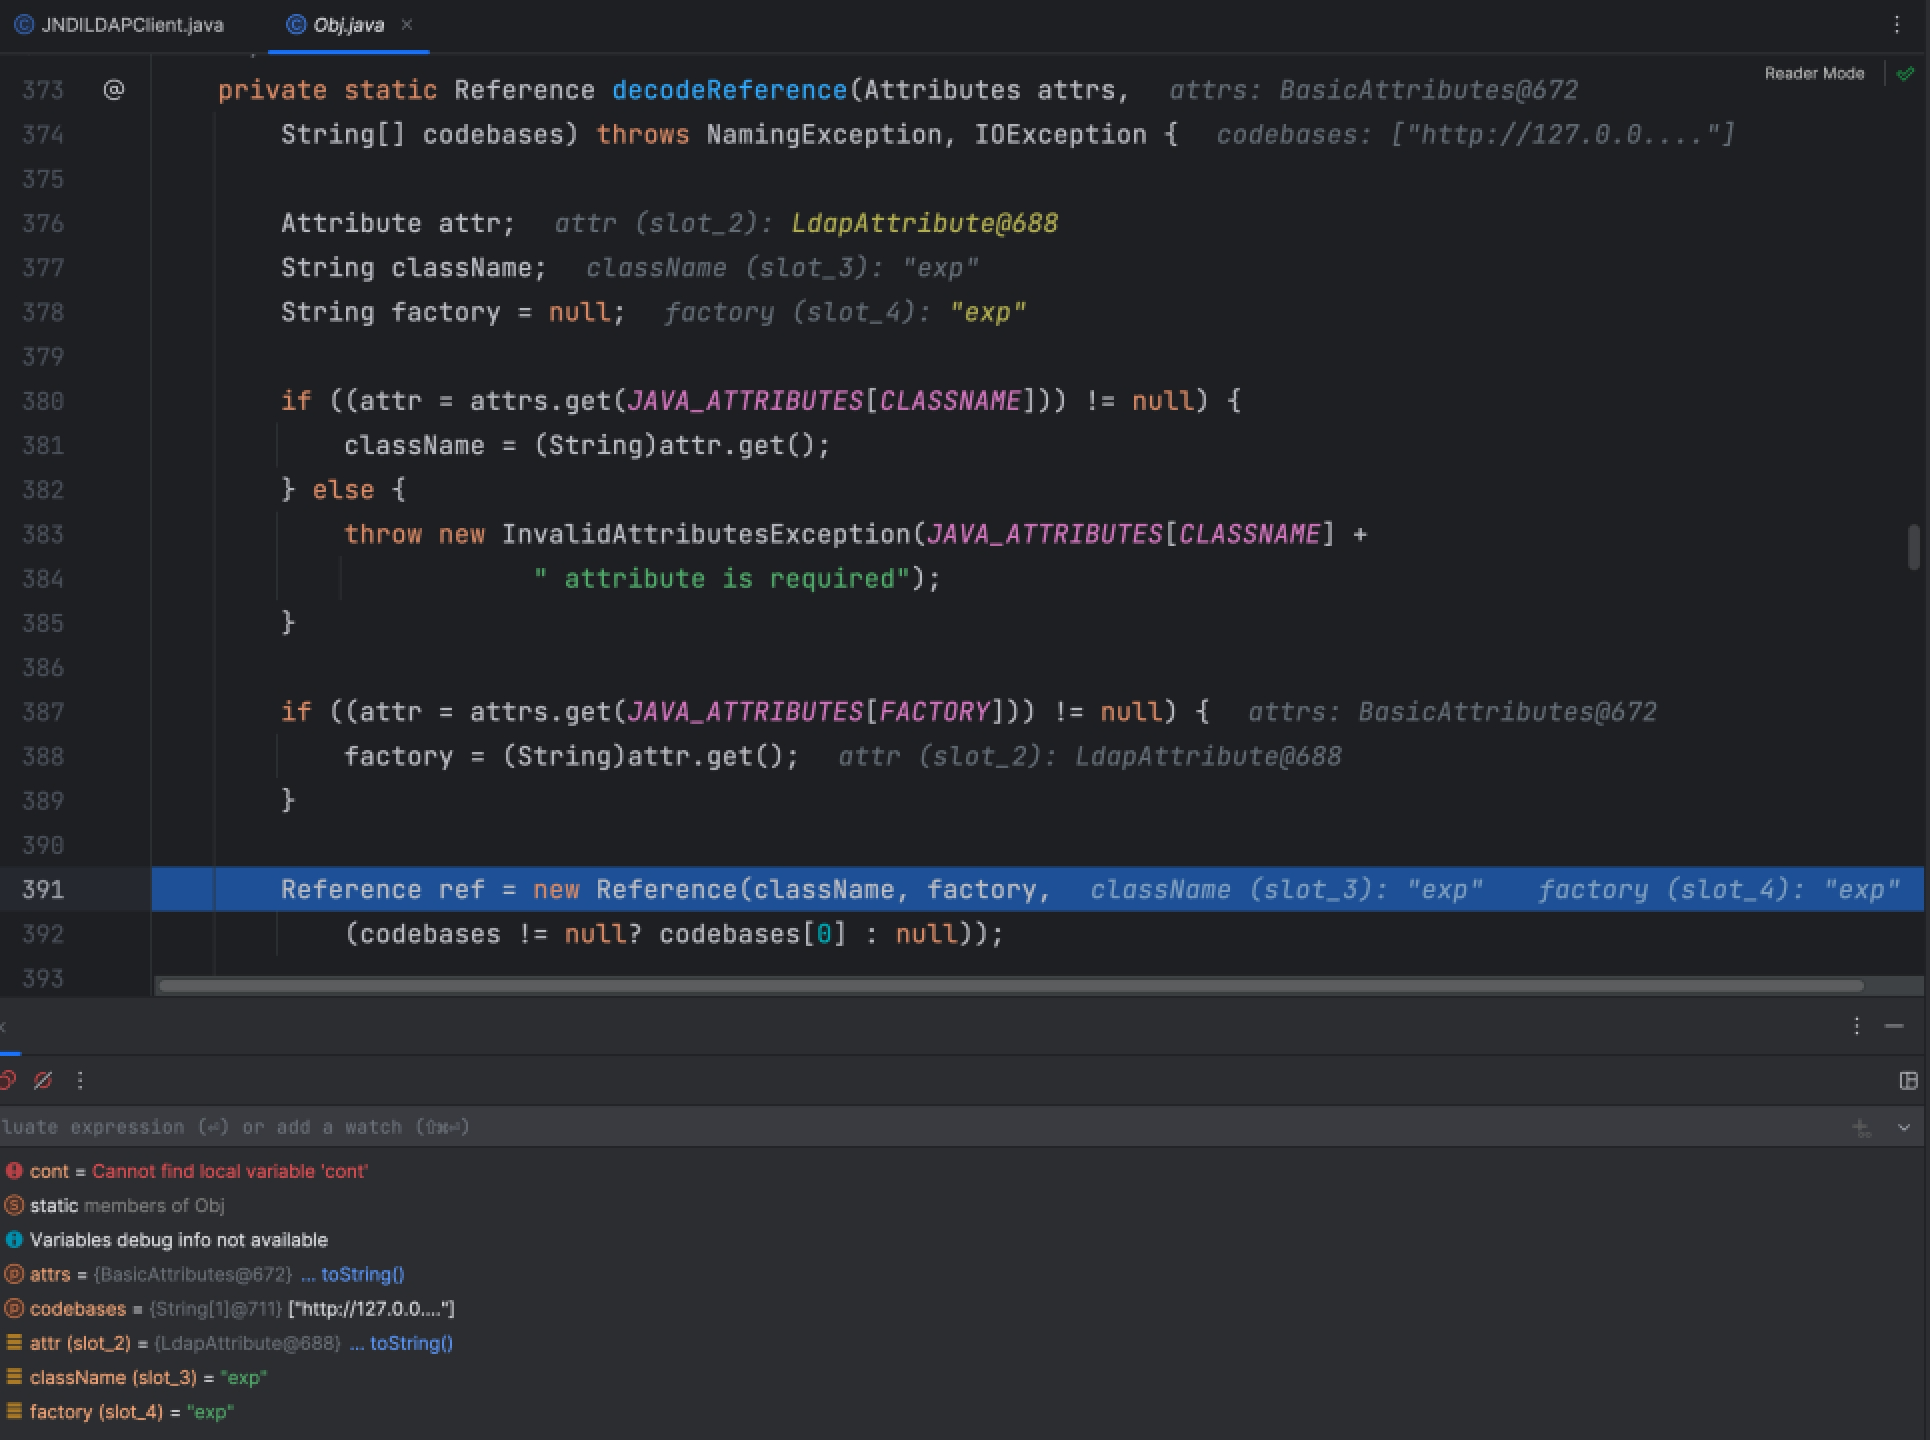 JNDILDAPClient.java Obj.java
Reader Mode
373 @ private static Reference decodeReference(Attributes attrs, attrs: BasicAttributes@672
374 String[] codebases) throws NamingException, IOException { codebases: ["http://127.0.0...."]
375
376 Attribute attr; attr (slot_2): LdapAttribute@688
377 String className; className (slot_3): "exp"
378 String factory = null; factory (slot_4): "exp"
379
380 if ((attr = attrs.get(JAVA_ATTRIBUTES[CLASSNAME])) != null) {
381 className = (String)attr.get();
382 } else {
383 throw new InvalidAttributesException(JAVA_ATTRIBUTES[CLASSNAME] +
384 " attribute is required");
385 }
386
387 if ((attr = attrs.get(JAVA_ATTRIBUTES[FACTORY])) != null) { attrs: BasicAttributes@672
388 factory = (String)attr.get(); attr (slot_2): LdapAttribute@688
389 }
390
391 Reference ref = new Reference(className, factory, className (slot_3): "exp" factory (slot_4): "exp"
392 (codebases != null? codebases[0] : null));
393
luate expression (⏎) or add a watch (⇧⌘⏎)
cont = Cannot find local variable 'cont'
static members of Obj
Variables debug info not available
attrs = {BasicAttributes@672} ... toString()
codebases = {String[1]@711} ["http://127.0.0...."]
attr (slot_2) = {LdapAttribute@688} ... toString()
className (slot_3) = "exp"
factory (slot_4) = "exp"